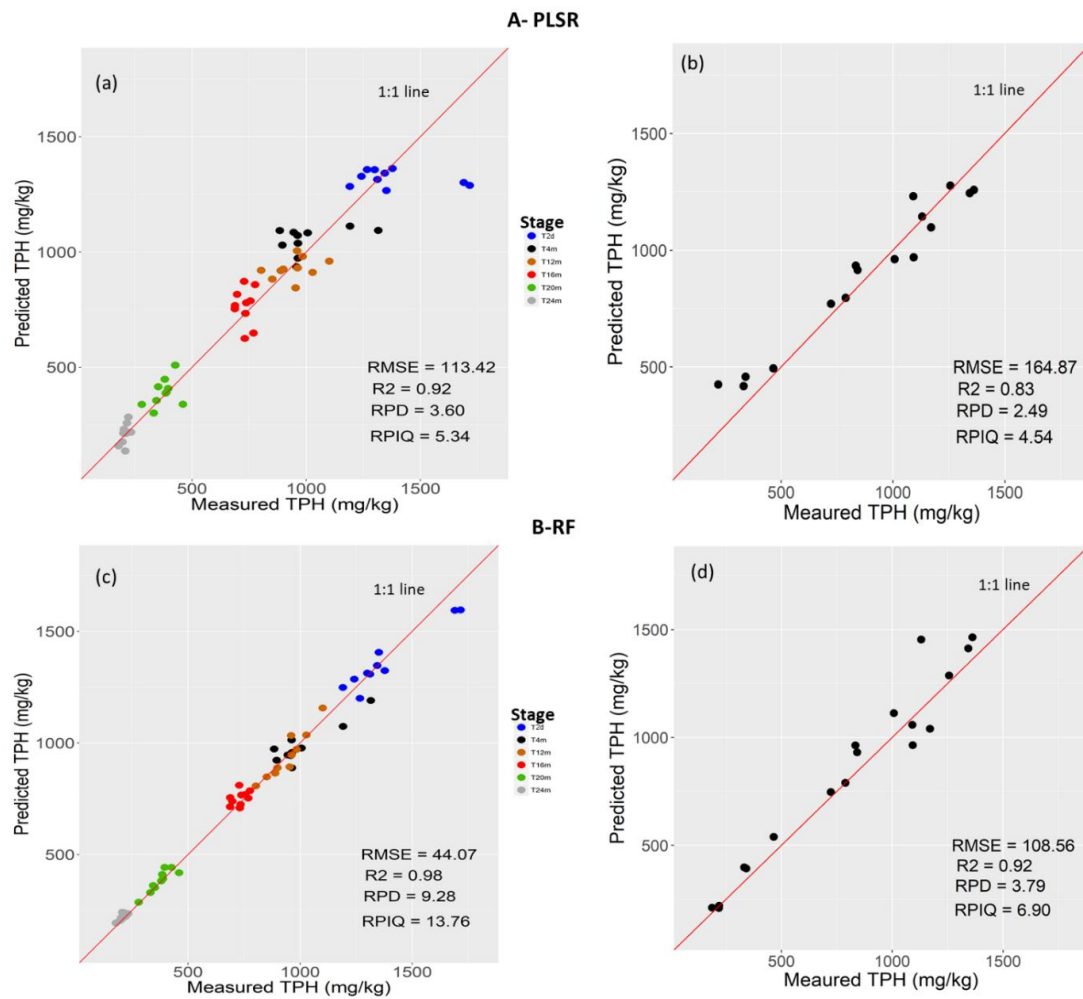 A- PLSR
(a)
1:1 line
1500
1000
500
Predicted TPH (mg/kg)
RMSE = 113.42
R2 = 0.92
RPD = 3.60
RPIQ = 5.34
500
1000
1500
Measured TPH (mg/kg)
Stage
T2d
T4m
T12m
T16m
T20m
T24m
(b)
1:1 line
1500
1000
500
Predicted TPH (mg/kg)
RMSE = 164.87
R2 = 0.83
RPD = 2.49
RPIQ = 4.54
500
1000
1500
Meaured TPH (mg/kg)
B-RF
(c)
1:1 line
1500
1000
500
Predicted TPH (mg/kg)
RMSE = 44.07
R2 = 0.98
RPD = 9.28
RPIQ = 13.76
500
1000
1500
Measured TPH (mg/kg)
Stage
T2d
T4m
T12m
T16m
T20m
T24m
(d)
1:1 line
1500
1000
500
Predicted TPH (mg/kg)
RMSE = 108.56
R2 = 0.92
RPD = 3.79
RPIQ = 6.90
500
1000
1500
Measured TPH (mg/kg)